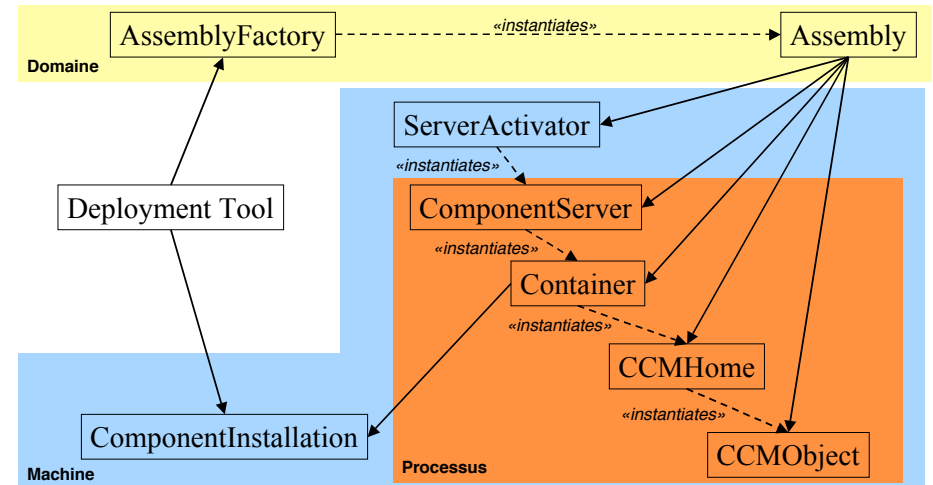 AssemblyFactory
«instantiates»
Assembly
Domaine
ServerActivator
«instantiates»
Deployment Tool
ComponentServer
«instantiates»
Container
«instantiates»
CCMHome
«instantiates»
ComponentInstallation
CCMObject
Machine
Processus